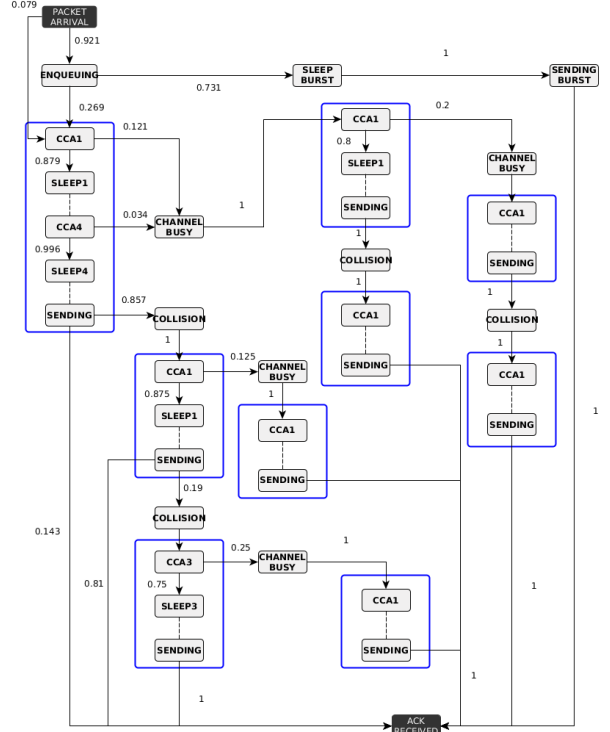 0.079
PACKET
ARRIVAL
0.921
1
ENQUEUING
SLEEP
BURST
SENDING
BURST
0.731
0.269
0.2
CCA1
0.121
CCA1
0.8
0.879
SLEEP1
SLEEP1
CHANNEL
BUSY
CCA4
0.034
CHANNEL
BUSY
1
SENDING
CCA1
1
0.996
SLEEP4
COLLISION
SENDING
1
1
SENDING
0.857
COLLISION
CCA1
COLLISION
1
1
CCA1
0.125
CHANNEL
BUSY
SENDING
CCA1
0.875
1
SLEEP1
1
CCA1
SENDING
SENDING
SENDING
0.19
COLLISION
0.143
CCA3
0.25
CHANNEL
BUSY
1
0.81
0.75
1
SLEEP3
CCA1
SENDING
SENDING
1
1
ACK
RECEIVED